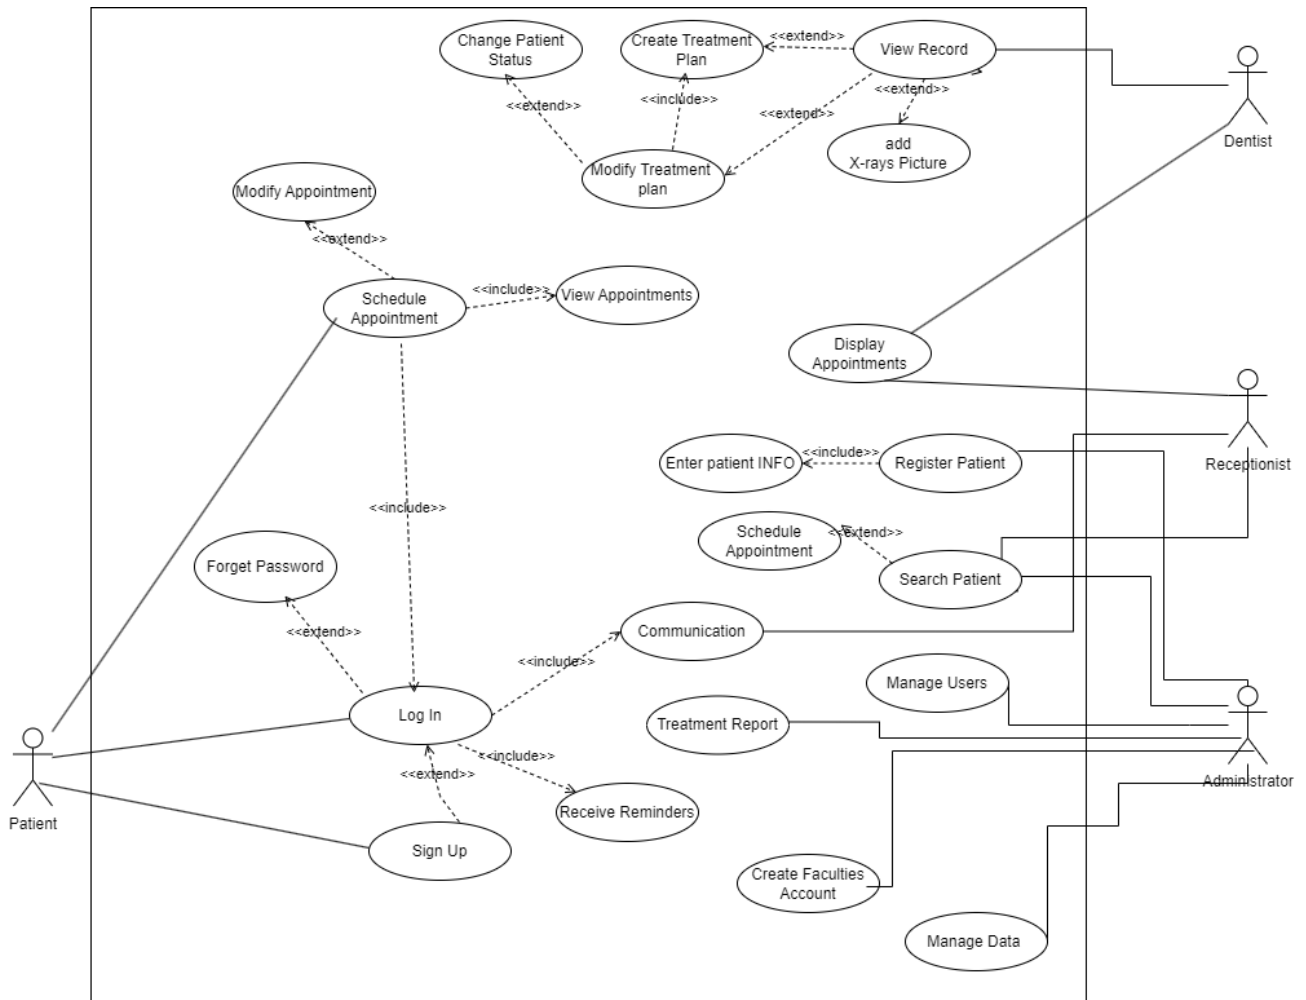 Change Patient
Status
Create Treatment
Plan
<<extend>>
View Record
<<extend>>
<<include>>
<<extend>>
<<extend>>
add
X-rays Picture
Dentist
Modify Treatment
plan
Modify Appointment
<<extend>>
Schedule
Appointment
<<include>>
View Appointments
Display
Appointments
Enter patient INFO
<<include>>
Register Patient
Receptionist
<<include>>
Schedule
Appointment
<<extend>>
Search Patient
Forget Password
<<extend>>
Communication
<<include>>
Manage Users
Log In
Treatment Report
<<include>>
<<extend>>
Administrator
Receive Reminders
Patient
Sign Up
Create Faculties
Account
Manage Data